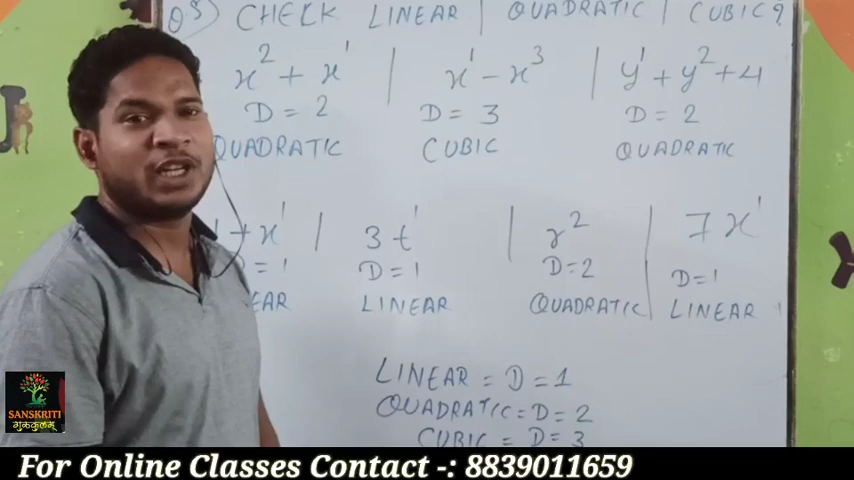 Q3) CHECK LINEAR | QUADRATIC | CUBIC?
x² + x¹ | x¹ - x³ | y¹ + y² + 4
D = 2 D = 3 D = 2
QUADRATIC CUBIC QUADRATIC
+ x¹ | 3t¹ | r² | 7x¹
= 1 D = 1 D=2 D=1
EAR LINEAR QUADRATIC LINEAR
LINEAR = D = 1
QUADRATIC = D = 2
CUBIC = D = 3
SANSKRITI
गुरुकुलम्
For Online Classes Contact -: 8839011659